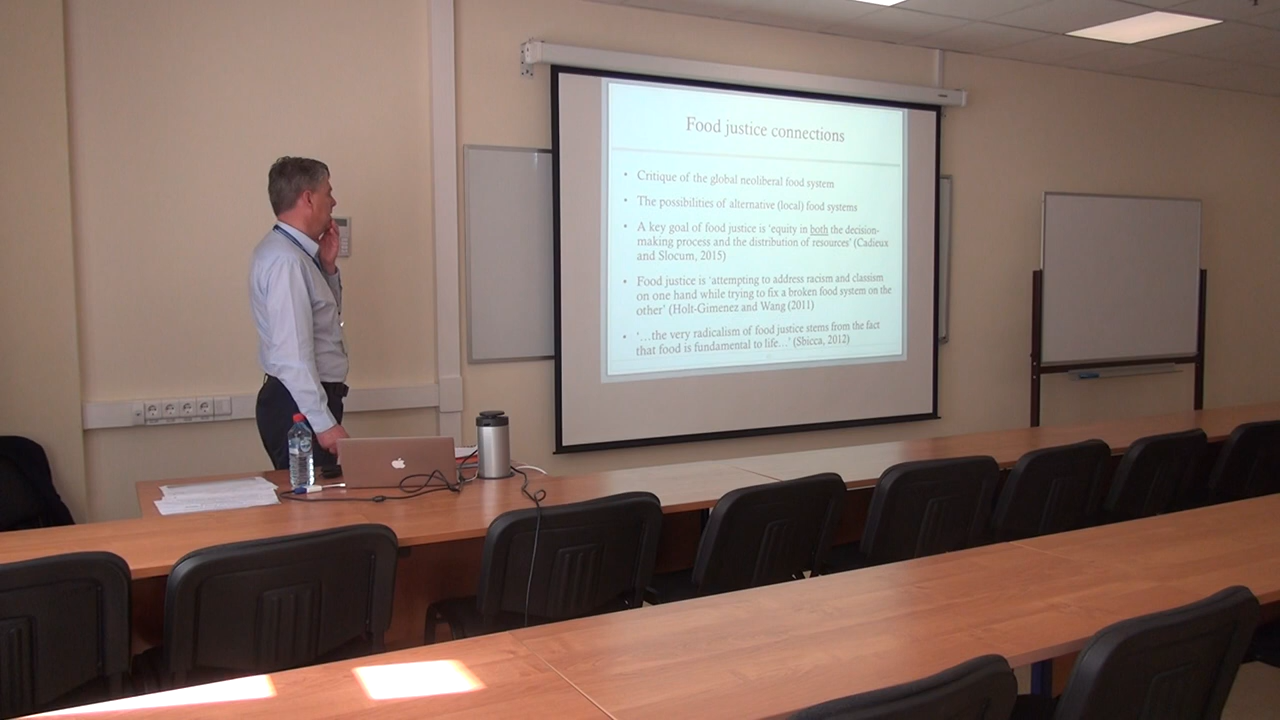 Food justice connections
• Critique of the global neoliberal food system
• The possibilities of alternative (local) food systems
• A key goal of food justice is 'equity in both the decision-
making process and the distribution of resources' (Cadieux
and Slocum, 2015)
• Food justice is 'attempting to address racism and classism
on one hand while trying to fix a broken food system on the
other' (Holt-Gimenez and Wang (2011)
• '…the very radicalism of food justice stems from the fact
that food is fundamental to life…' (Sbicca, 2012)